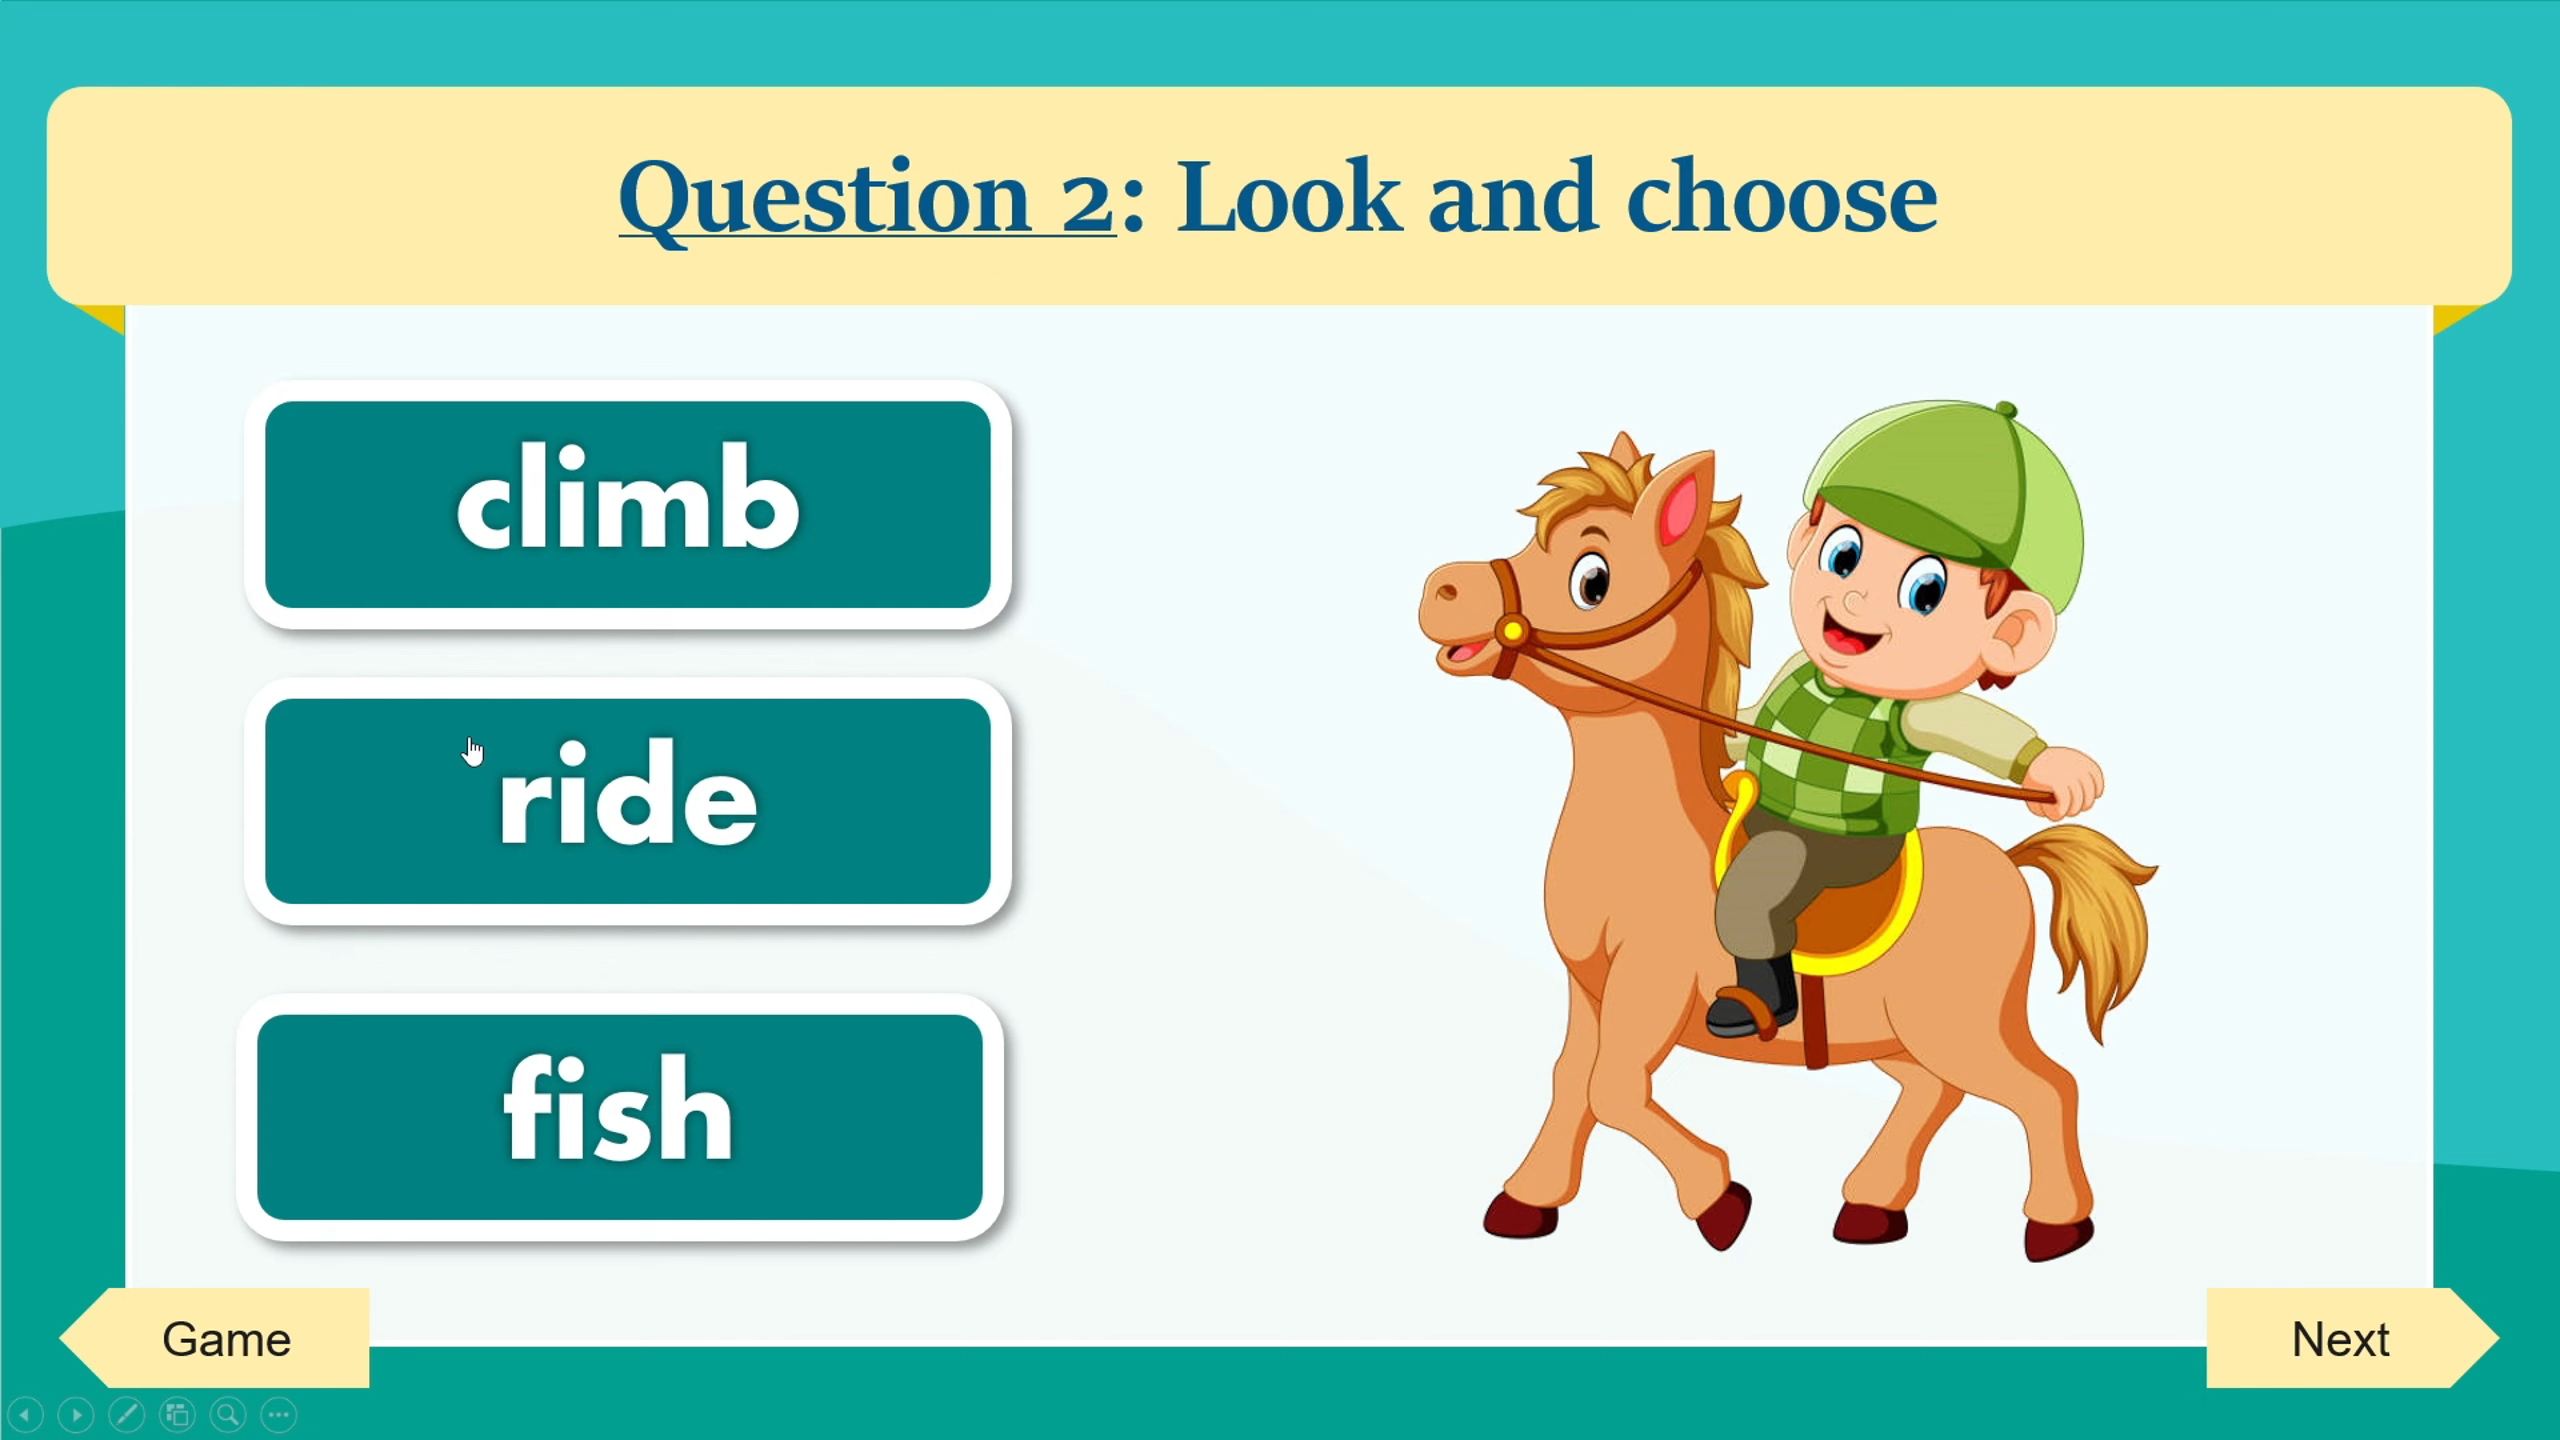 Question 2: Look and choose
climb
ride
fish
Game
Next